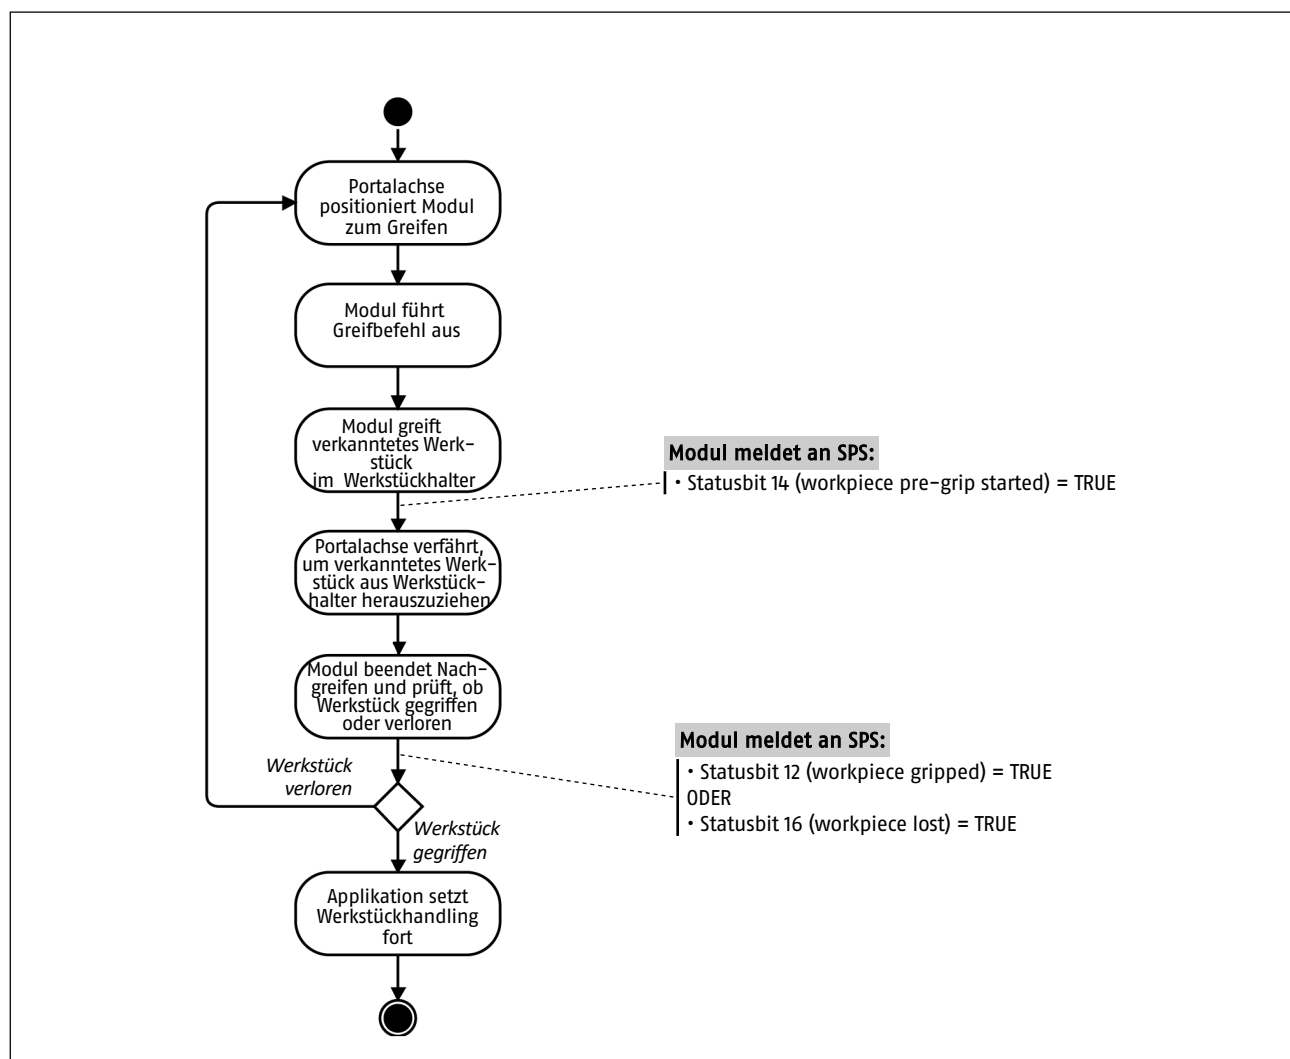 Portalachse
positioniert Modul
zum Greifen
Modul führt
Greifbefehl aus
Modul greift
verkanntetes Werk-
stück
im Werkstückhalter
Modul meldet an SPS:
• Statusbit 14 (workpiece pre-grip started) = TRUE
Portalachse verfährt,
um verkanntetes Werk-
stück aus Werkstück-
halter herauszuziehen
Modul beendet Nach-
greifen und prüft, ob
Werkstück gegriffen
oder verloren
Modul meldet an SPS:
• Statusbit 12 (workpiece gripped) = TRUE
ODER
• Statusbit 16 (workpiece lost) = TRUE
Werkstück
verloren
Werkstück
gegriffen
Applikation setzt
Werkstückhandling
fort